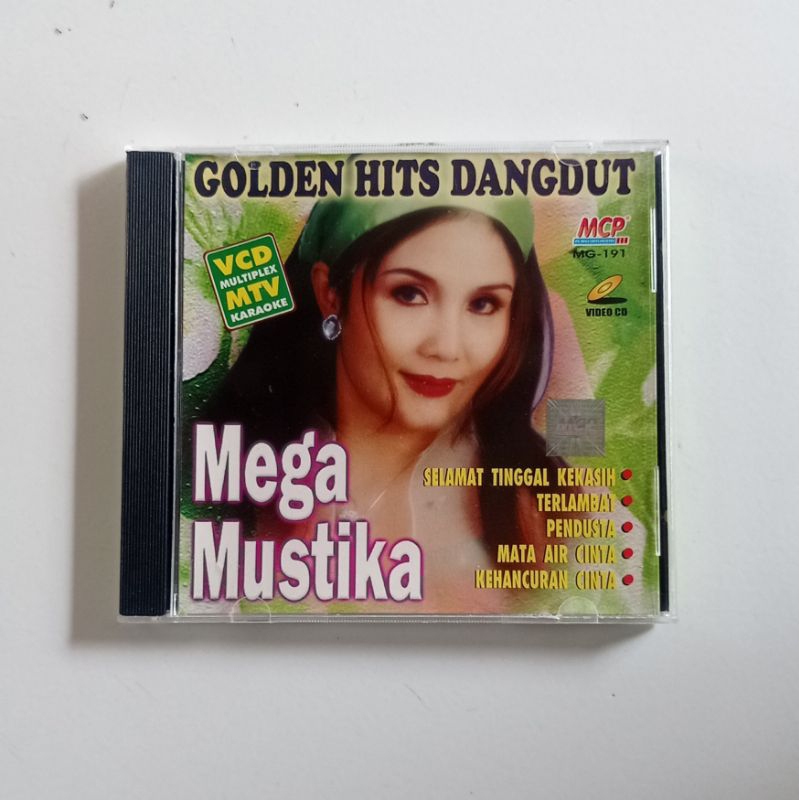 GOLDEN HITS DANGDUT
MCP
MG-191
VCD
MULTIPLEX
MTV
KARAOKE
VIDEO CD
Mega
Mustika
SELAMAT TINGGAL KEKASIH
TERLAMBAT
PENDUSTA
MATA AIR CINTA
KEHANCURAN CINTA